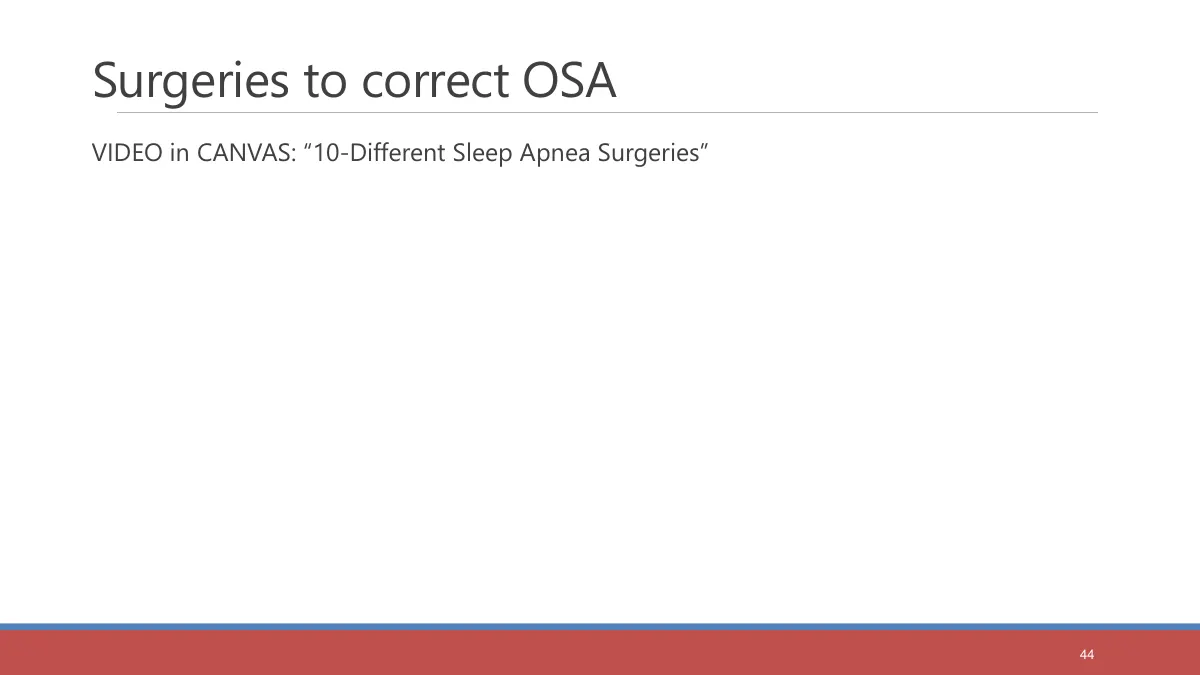 Surgeries to correct OSA
VIDEO in CANVAS: “10-Different Sleep Apnea Surgeries”
44